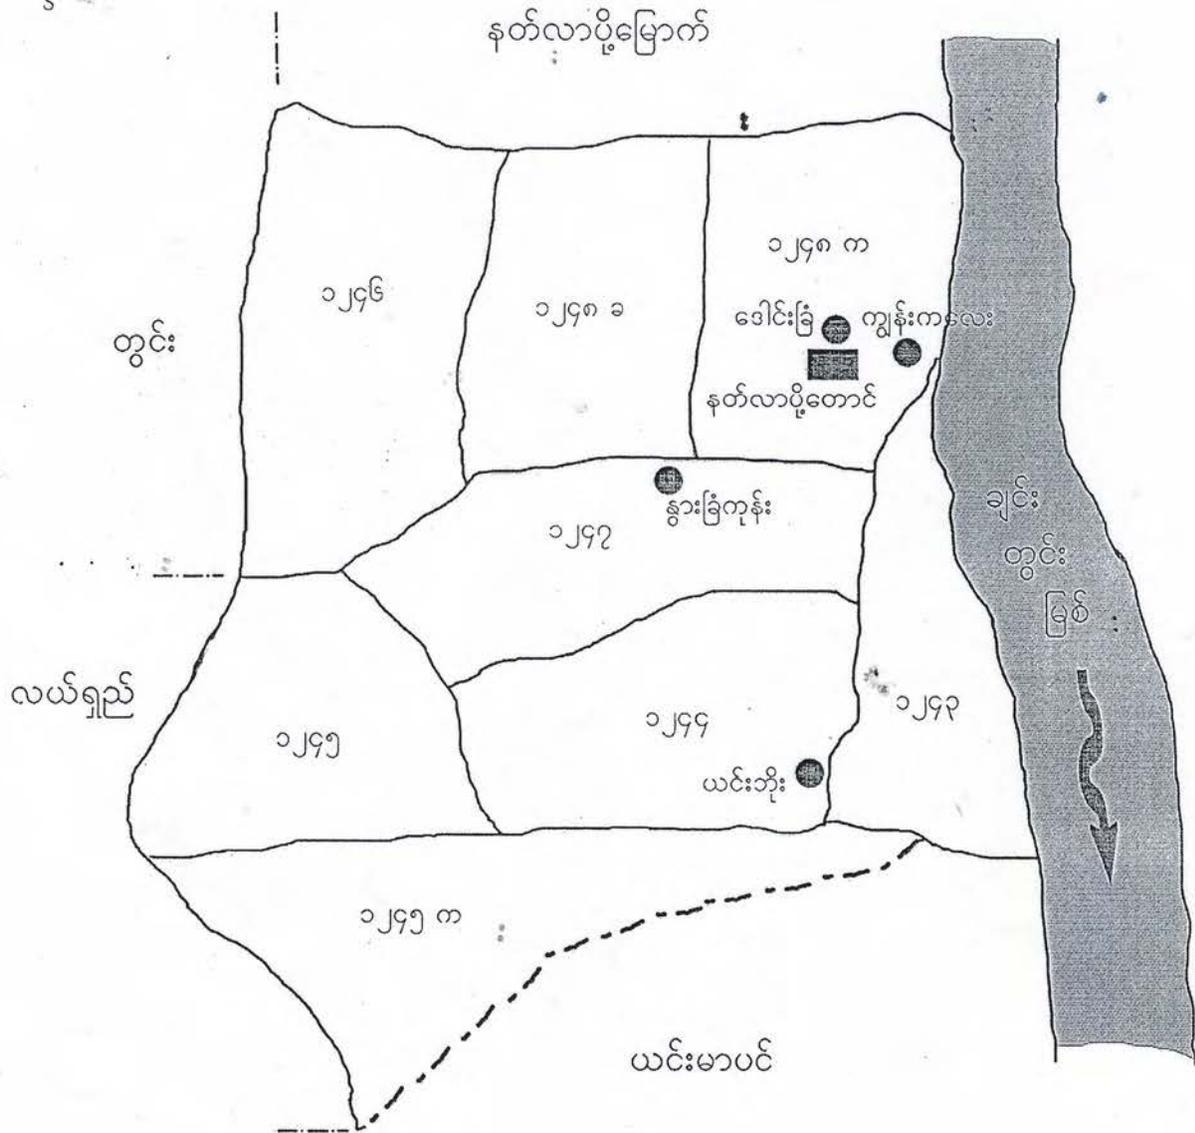 နတ်လာပို့မြောက်
၁၂၄၈ က
၁၂၄၆
၁၂၄၈ ခ
ဒေါင်းခြံ
ကျွန်းကလေး
တွင်း
နတ်လာပို့တောင်
ချင်း
တွင်း
မြစ်
နွားခြံကုန်း
၁၂၄၇
လယ်ရှည်
၁၂၄၃
၁၂၄၄
၁၂၄၅
ယင်းဘိုး
၁၂၄၅ က
ယင်းမာပင်